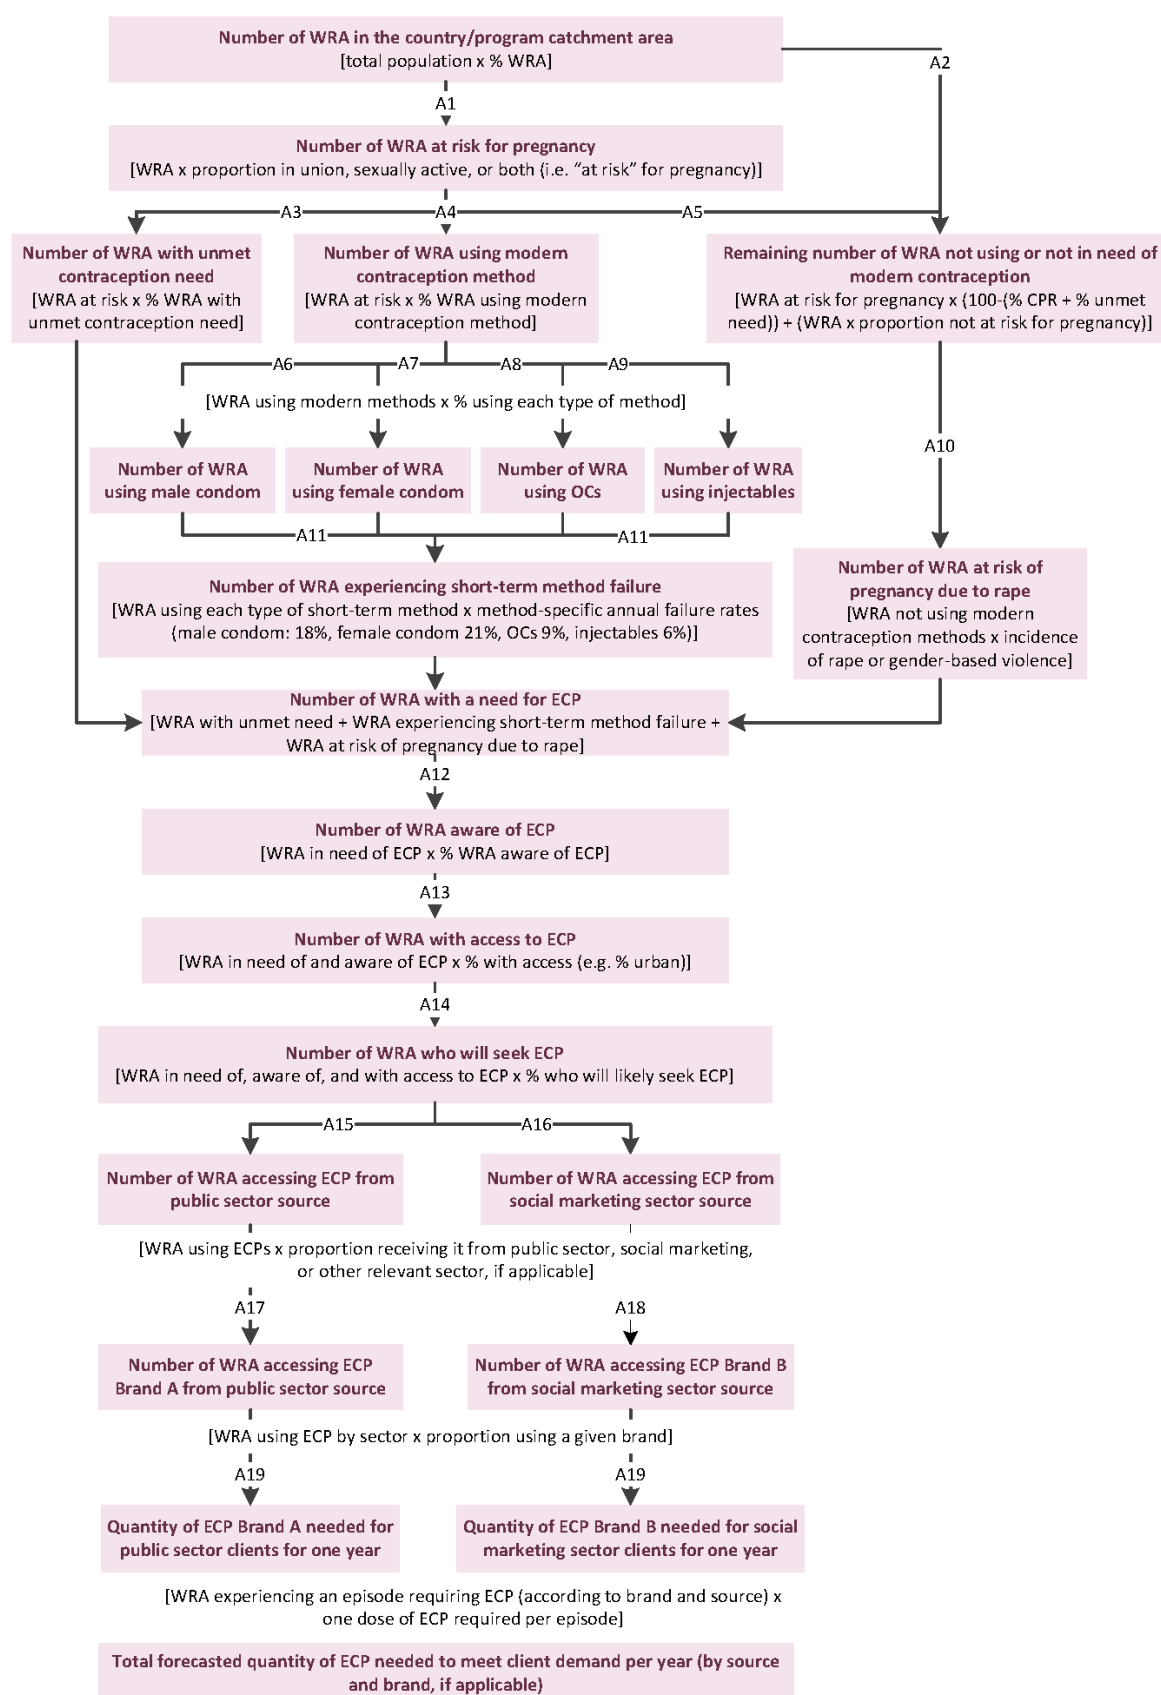 Number of WRA in the country/program catchment area
[total population x % WRA]
A2
A1
Number of WRA at risk for pregnancy
[WRA x proportion in union, sexually active, or both (i.e. “at risk” for pregnancy)]
A3
A4
A5
Number of WRA with unmet
contraception need
[WRA at risk x % WRA with
unmet contraception need]
Number of WRA using modern
contraception method
[WRA at risk x % WRA using modern
contraception method]
Remaining number of WRA not using or not in need of
modern contraception
[WRA at risk for pregnancy x (100-(% CPR + % unmet
need)) + (WRA x proportion not at risk for pregnancy)]
A6
A7
A8
A9
[WRA using modern methods x % using each type of method]
A10
Number of WRA
using male condom
Number of WRA
using female condom
Number of WRA
using OCs
Number of WRA
using injectables
A11
A11
Number of WRA experiencing short-term method failure
[WRA using each type of short-term method x method-specific annual failure rates
(male condom: 18%, female condom 21%, OCs 9%, injectables 6%)]
Number of WRA at risk of
pregnancy due to rape
[WRA not using modern
contraception methods x incidence
of rape or gender-based violence]
Number of WRA with a need for ECP
[WRA with unmet need + WRA experiencing short-term method failure +
WRA at risk of pregnancy due to rape]
A12
Number of WRA aware of ECP
[WRA in need of ECP x % WRA aware of ECP]
A13
Number of WRA with access to ECP
[WRA in need of and aware of ECP x % with access (e.g. % urban)]
A14
Number of WRA who will seek ECP
[WRA in need of, aware of, and with access to ECP x % who will likely seek ECP]
A15
A16
Number of WRA accessing ECP from
public sector source
Number of WRA accessing ECP from
social marketing sector source
[WRA using ECPs x proportion receiving it from public sector, social marketing,
or other relevant sector, if applicable]
A17
A18
Number of WRA accessing ECP
Brand A from public sector source
Number of WRA accessing ECP Brand B
from social marketing sector source
[WRA using ECP by sector x proportion using a given brand]
A19
A19
Quantity of ECP Brand A needed for
public sector clients for one year
Quantity of ECP Brand B needed for social
marketing sector clients for one year
[WRA experiencing an episode requiring ECP (according to brand and source) x
one dose of ECP required per episode]
Total forecasted quantity of ECP needed to meet client demand per year (by source
and brand, if applicable)